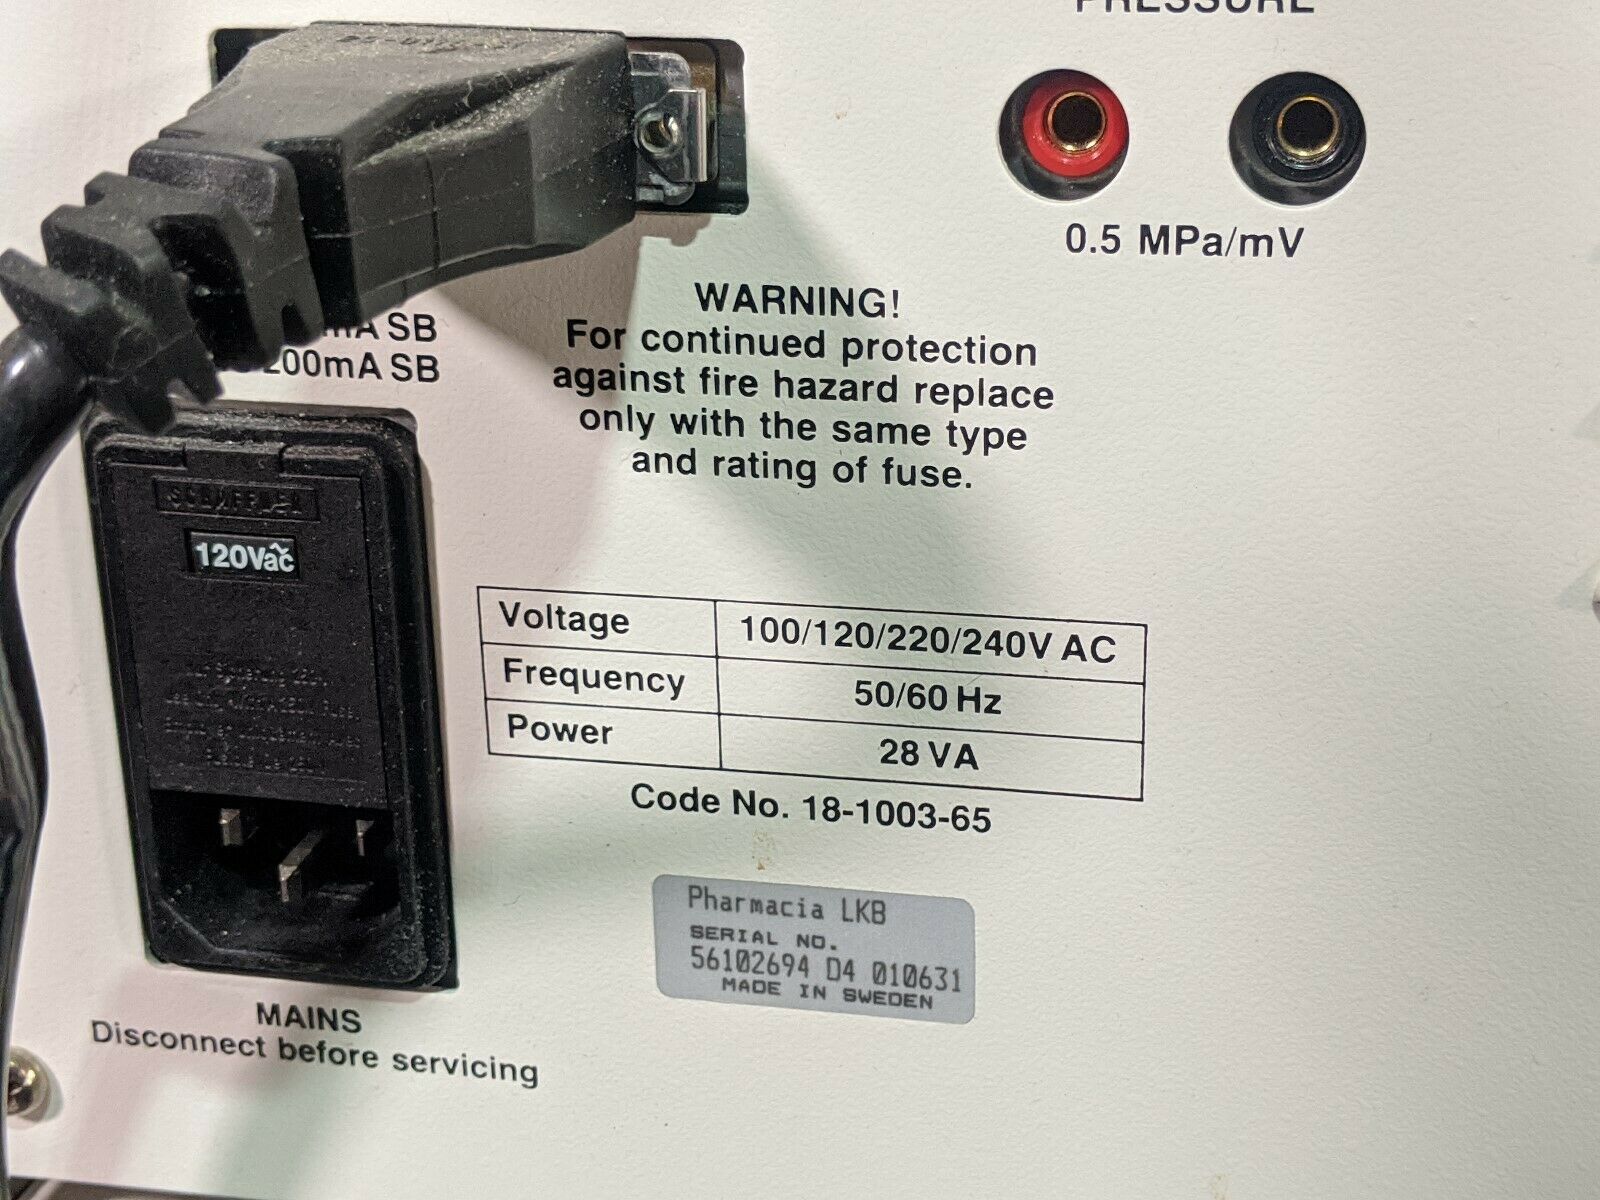 PRESSURE
0.5 MPa/mV
WARNING!
For continued protection
against fire hazard replace
only with the same type
and rating of fuse.
mA SB
200mA SB
SCHAFFNER
120Vac
Voltage 100/120/220/240V AC
Frequency 50/60 Hz
Power 28 VA
Code No. 18-1003-65
Pharmacia LKB
SERIAL NO.
56102694 D4 010631
MADE IN SWEDEN
MAINS
Disconnect before servicing